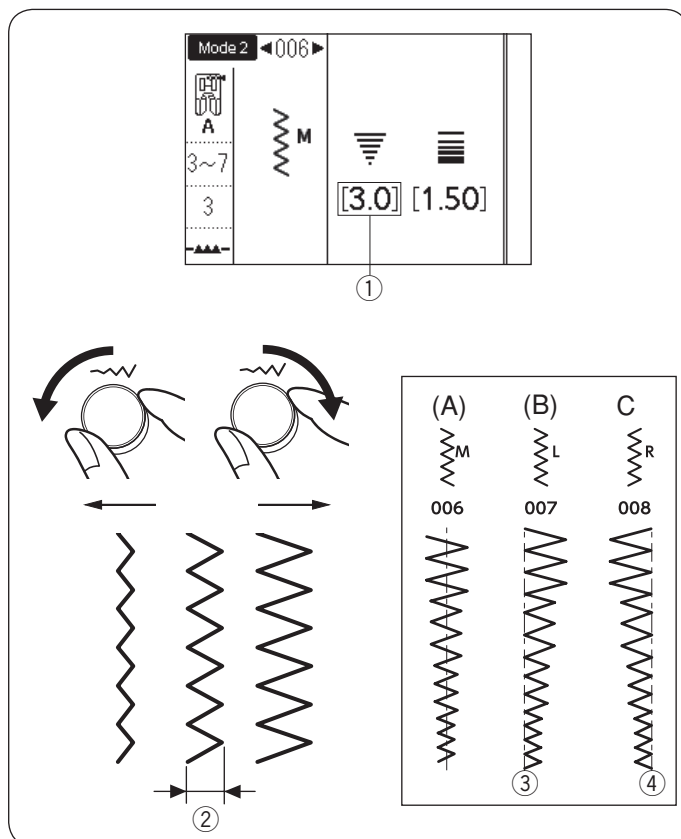 Mode 2 ◀006▶
A
M
3~7
[3.0] [1.50]
3
①
(A) (B) C
M L R
006 007 008
③ ④
②